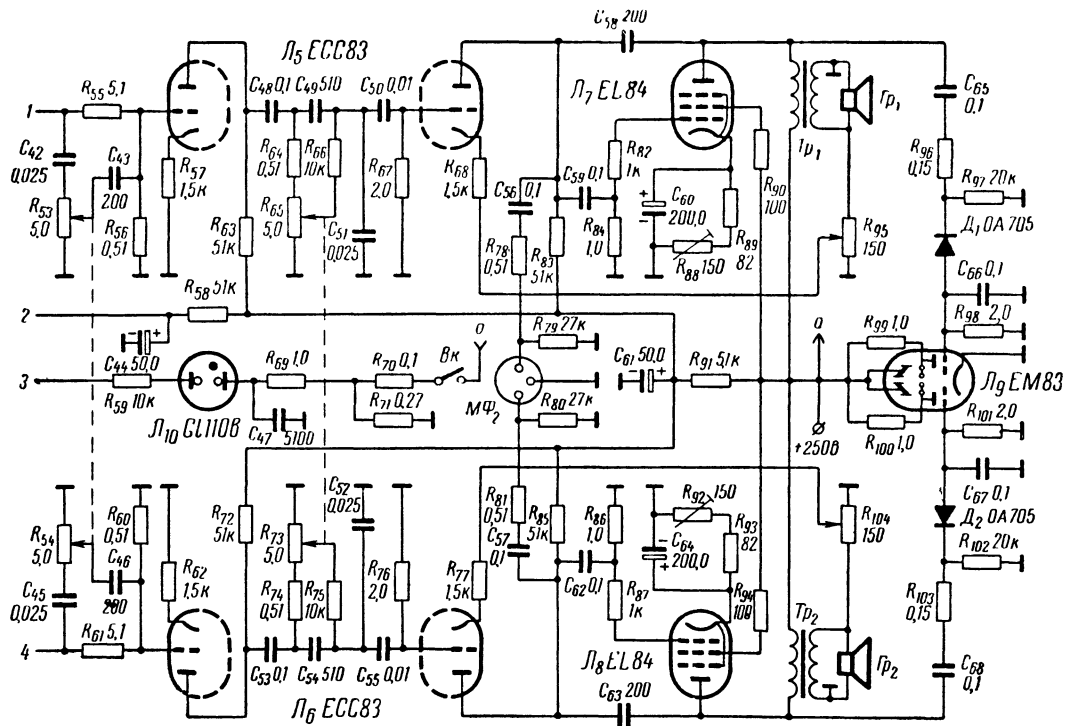 C58 200
Л5 ECC83
R55 5,1
1
C42 0,025
C43 200
R53 5,0
R56 0,51
R57 1,5к
R63 51к
C48 0,1
C49 510
C50 0,01
R64 0,51
R66 10к
R65 5,0
C51 0,025
R67 2,0
R68 1,5к
C56 0,1
R78 0,51
C59 0,1
R83 51к
Л7 EL84
R82 1к
R84 1,0
C60 200,0
R88 150
R89 82
R90 100
Тр1
Гр1
R95 150
C65 0,1
R96 0,15
R97 20к
Д1 ОА705
C66 0,1
R98 2,0
2
R58 51к
C44 50,0
3
R59 10к
Л10 GL110B
R69 1,0
C47 5100
R70 0,1
R71 0,27
Вк
а
R79 27к
МФ2
R80 27к
C61 50,0
R91 5,1к
а
+250В
R99 1,0
R100 1,0
Л9 EM83
R101 2,0
C67 0,1
Д2 ОА705
R102 20к
R103 0,15
C68 0,1
R54 5,0
C45 0,025
R60 0,51
C46 200
R61 5,1
4
R62 1,5к
R72 51к
R73 5,0
R74 0,51
R75 10к
C52 0,025
R76 2,0
R77 1,5к
C53 0,1
C54 510
C55 0,01
Л6 ECC83
R81 0,51
C57 0,1
R85 51к
C62 0,1
R86 1,0
R87 1к
R92 150
C64 200,0
R93 82
R94 100
Л8 EL84
C63 200
Тр2
Гр2
R104 150